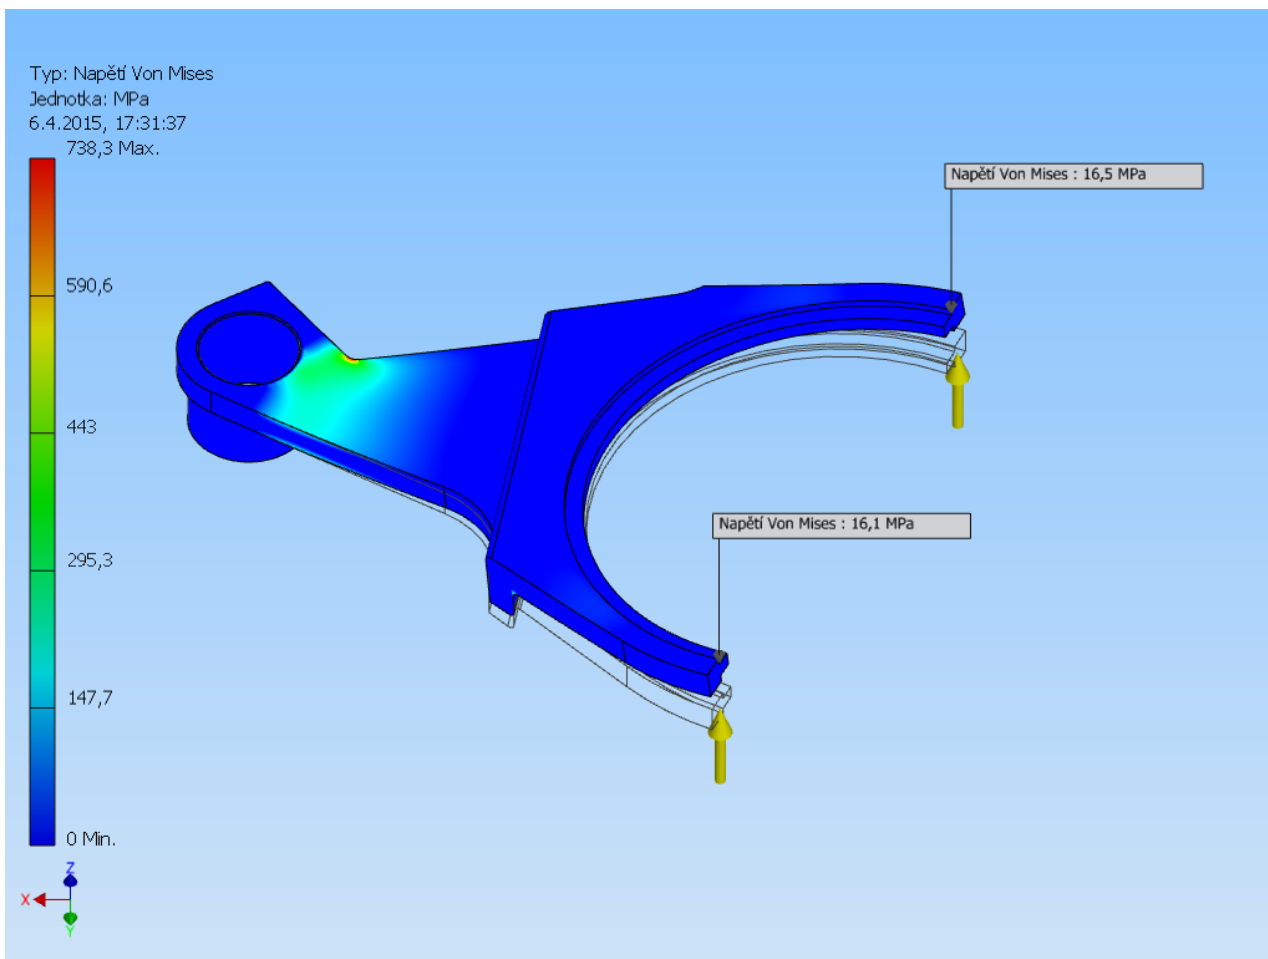 Typ: Napětí Von Mises
Jednotka: MPa
6.4.2015, 17:31:37
738,3 Max.
590,6
443
295,3
147,7
0 Min.
Napětí Von Mises : 16,5 MPa
Napětí Von Mises : 16,1 MPa
Z
X
Y